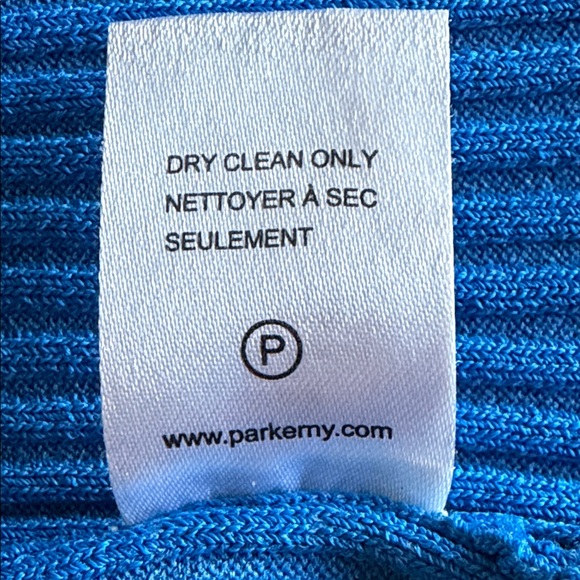 DRY CLEAN ONLY
NETTOYER À SEC
SEULEMENT
P
www.parkerny.com